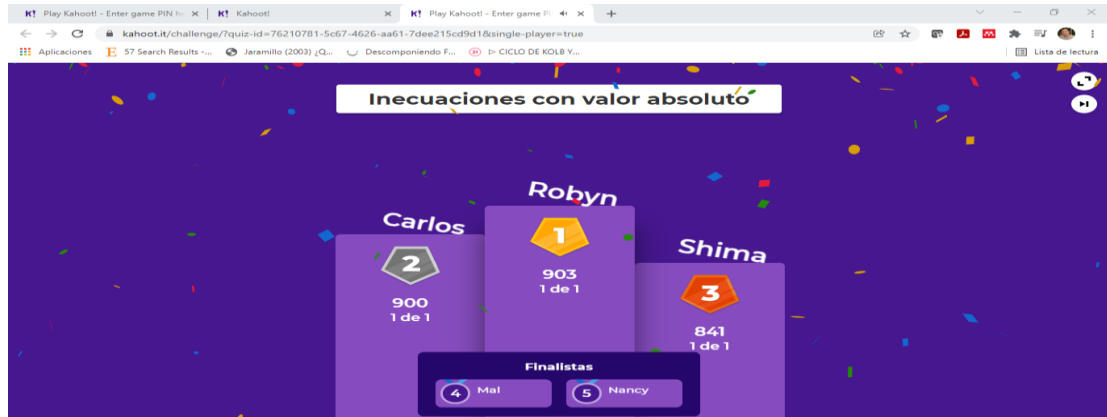 K! Play Kahoot! - Enter game PIN h
K! Kahoot!
K! Play Kahoot! - Enter game PI
kahoot.it/challenge/?quiz-id=76210781-5c67-4626-aa61-7dee215cd9d1&single-player=true
Aplicaciones
57 Search Results -...
Jaramillo (2003) ¿Q...
Descomponiendo F...
▷ CICLO DE KOLB Y...
Lista de lectura
Inecuaciones con valor absoluto
Robyn
1
903
1 de 1
Carlos
2
900
1 de 1
Shima
3
841
1 de 1
Finalistas
4 Mal
5 Nancy